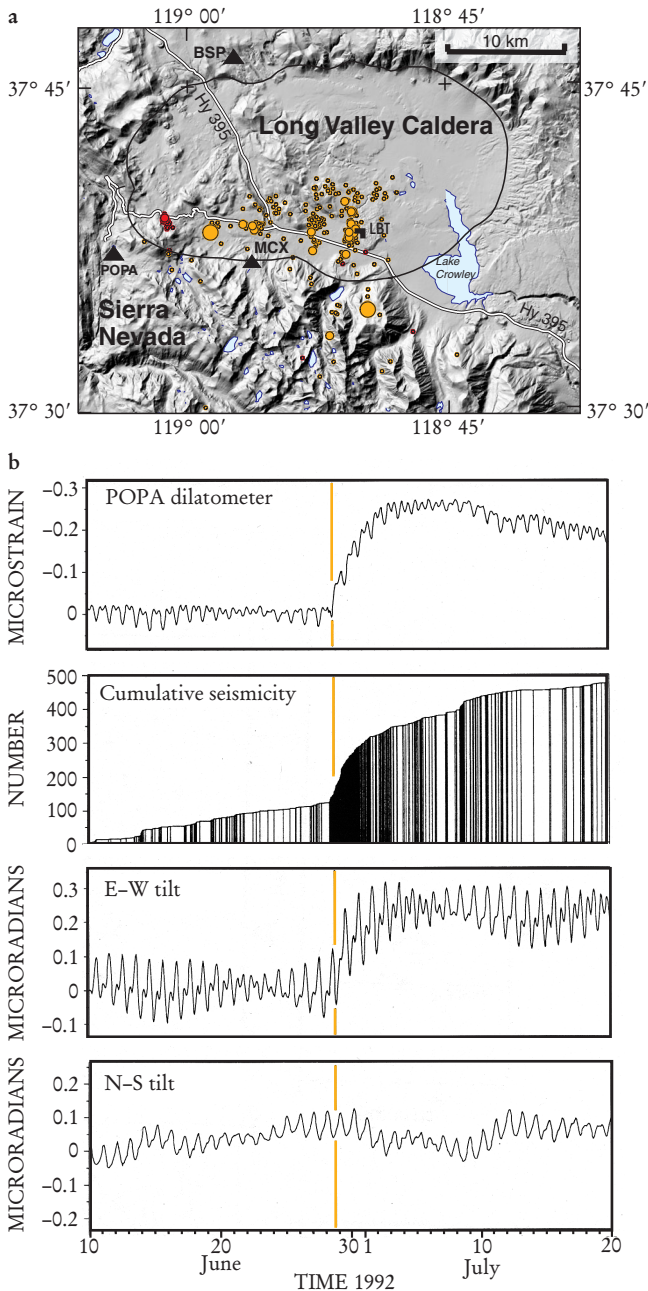 a
119° 00′
118° 45′
10 km
BSP
37° 45′
37° 45′
Hy 395
Long Valley Caldera
LBT
MCX
POPA
Lake
Crowley
Sierra
Nevada
Hy 395
37° 30′
37° 30′
119° 00′
118° 45′
b
POPA dilatometer
MICROSTRAIN
−0.3
−0.2
−0.1
0
Cumulative seismicity
NUMBER
500
400
300
200
100
0
E–W tilt
MICRORADIANS
0.3
0.2
0.1
0
−0.1
N–S tilt
MICRORADIANS
0.2
0.1
0
−0.1
−0.2
10 20 30 1 10 20
June July
TIME 1992